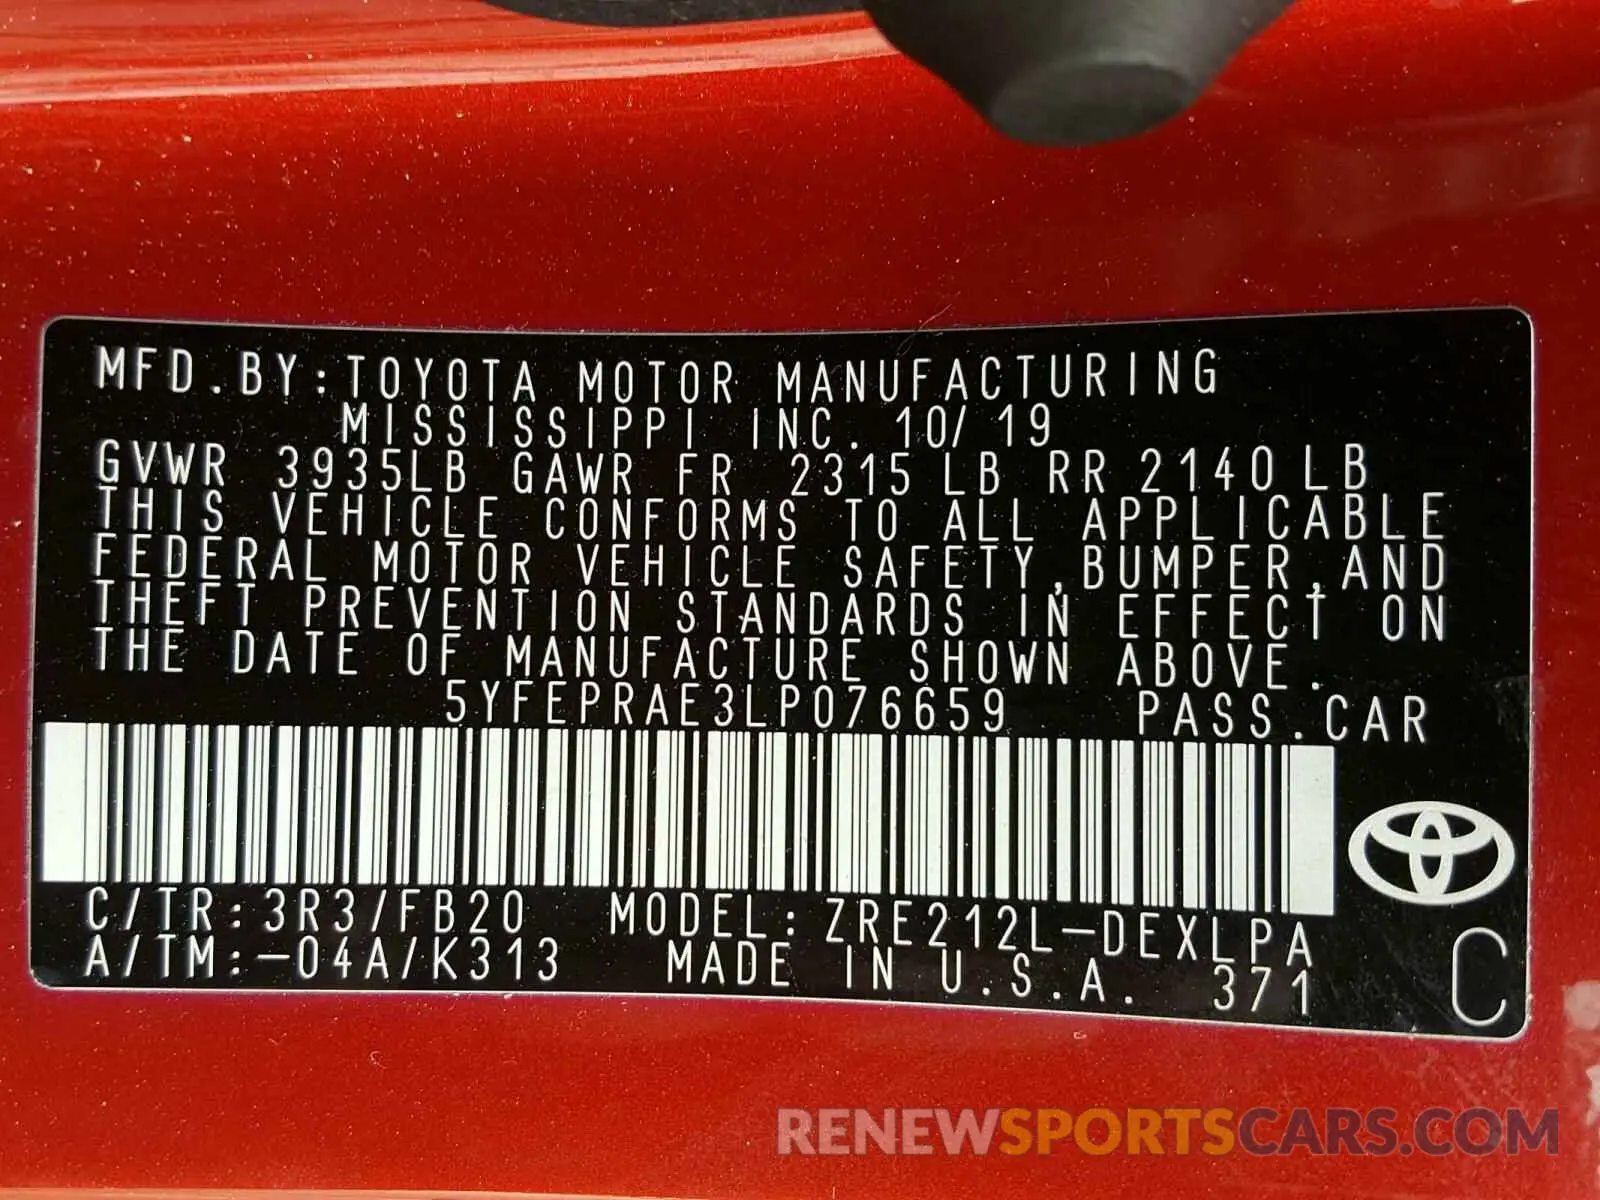 MFD.BY:TOYOTA MOTOR MANUFACTURING
MISSISSIPPI INC. 10/19
GVWR 3935LB GAWR FR 2315LB RR 2140LB
THIS VEHICLE CONFORMS TO ALL APPLICABLE
FEDERAL MOTOR VEHICLE SAFETY,BUMPER,AND
THEFT PREVENTION STANDARDS IN EFFECT ON
THE DATE OF MANUFACTURE SHOWN ABOVE.
5YFEPRAE3LP076659 PASS.CAR
C/TR:3R3/FB20 MODEL:ZRE212L-DEXLPA
A/TM:-04A/K313 MADE IN U.S.A. 371
C
RENEWSPORTSCARS.COM